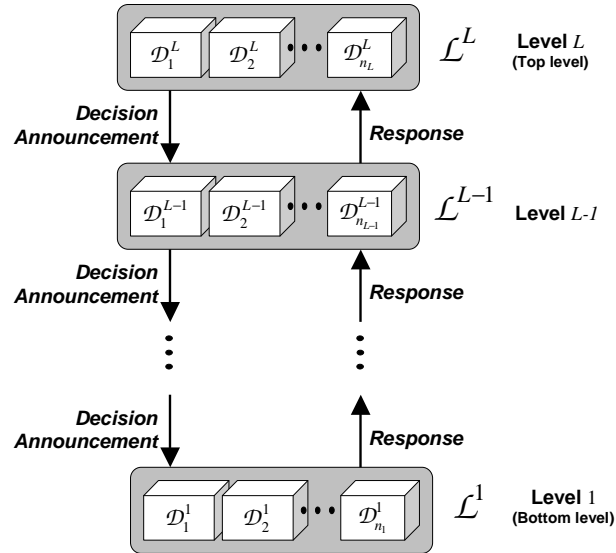 𝒟₁ᴸ 𝒟₂ᴸ ••• 𝒟ₙ_Lᴸ ℒᴸ Level L
(Top level)
Decision
Announcement
Response
𝒟₁ᴸ⁻¹ 𝒟₂ᴸ⁻¹ ••• 𝒟ₙ_{L–1}ᴸ⁻¹ ℒᴸ⁻¹ Level L-1
Decision
Announcement
Response
Decision
Announcement
Response
𝒟₁¹ 𝒟₂¹ ••• 𝒟ₙ₁¹ ℒ¹ Level 1
(Bottom level)